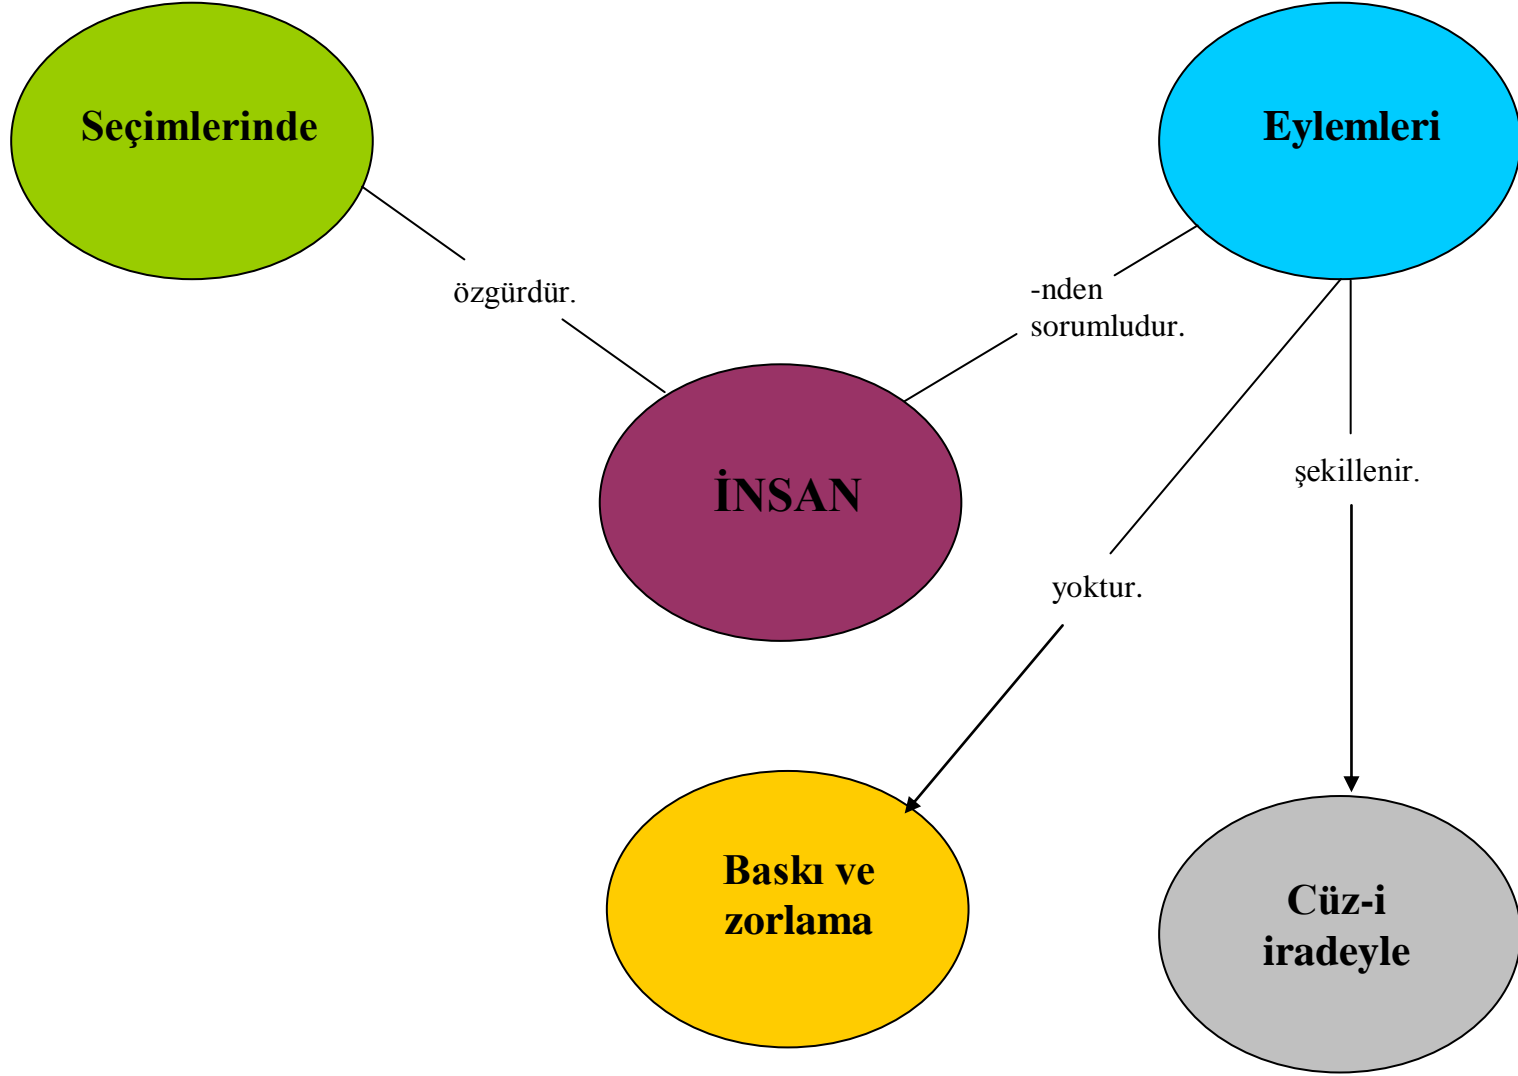 Seçimlerinde
Eylemleri
özgürdür.
-nden
sorumludur.
İNSAN
şekillenir.
yoktur.
Baskı ve
zorlama
Cüz-i
iradeyle